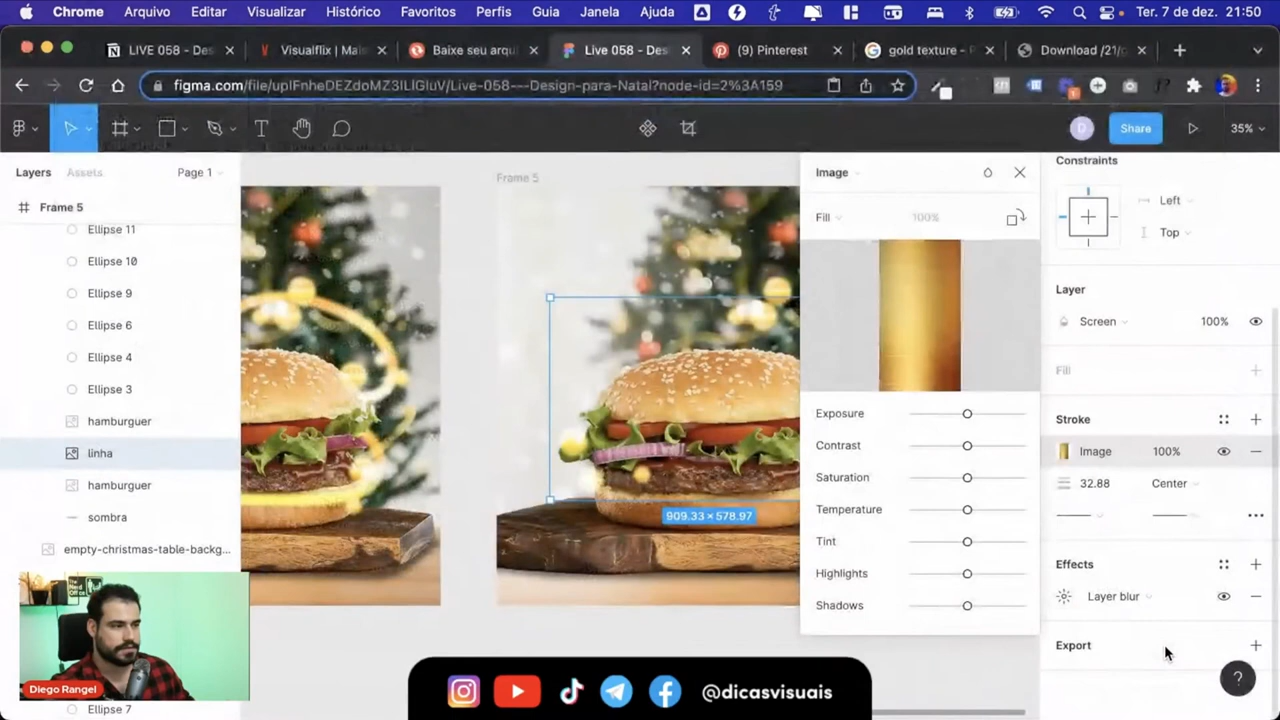 Chrome Arquivo Editar Visualizar Histórico Favoritos Perfis Guia Janela Ajuda Ter. 7 de dez. 21:50
LIVE 058 - Des Visualflix | Mai Baixe seu arqu Live 058 - Des (9) Pinterest gold texture - P Download /21/
figma.com/file/upIFnheDEZdoMZ3ILIGIuV/Live-058---Design-para-Natal?node-id=2%3A159
D Share 35%
Layers Assets Page 1
Frame 5
Ellipse 11
Ellipse 10
Ellipse 9
Ellipse 6
Ellipse 4
Ellipse 3
hamburguer
linha
hamburguer
sombra
empty-christmas-table-backg...
Ellipse 7
Diego Rangel
Frame 5
909.33 × 578.97
Image
Fill 100%
Exposure
Contrast
Saturation
Temperature
Tint
Highlights
Shadows
Constraints
Left
Top
Layer
Screen 100%
Fill
Stroke
Image 100%
32.88 Center
Effects
Layer blur
Export
?
@dicasvisuais